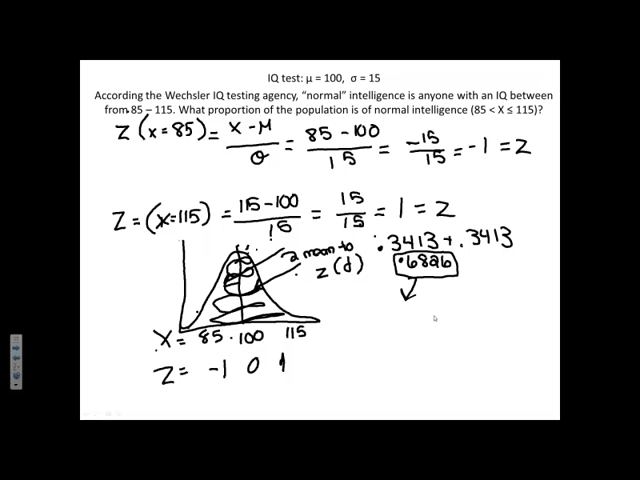 IQ test: μ = 100, σ = 15
According the Wechsler IQ testing agency, "normal" intelligence is anyone with an IQ between
from 85 – 115. What proportion of the population is of normal intelligence (85 < X ≤ 115)?
Z (x=85) = X-M / σ = 85-100 / 15 = -15 / 15 = -1 = Z
Z = (x=115) = 115-100 / 15 = 15 / 15 = 1 = Z
.3413 + .3413
.6826
2 mean to
Z (d)
X = 85 100 115
Z = -1 0 1